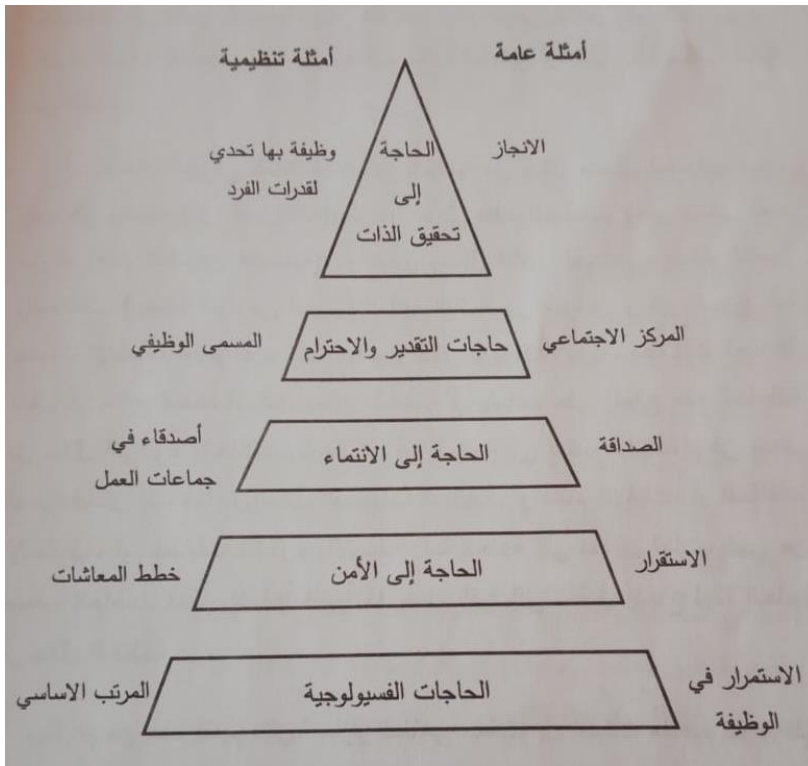 أمثلة عامة
أمثلة تنظيمية
الانجاز
الحاجة
إلى
تحقيق الذات
وظيفة بها تحدي
لقدرات الفرد
المركز الاجتماعي
حاجات التقدير والاحترام
المسمى الوظيفي
الصداقة
الحاجة إلى الانتماء
أصدقاء في
جماعات العمل
الاستقرار
الحاجة إلى الأمن
خطط المعاشات
الاستمرار في
الوظيفة
الحاجات الفسيولوجية
المرتب الاساسي